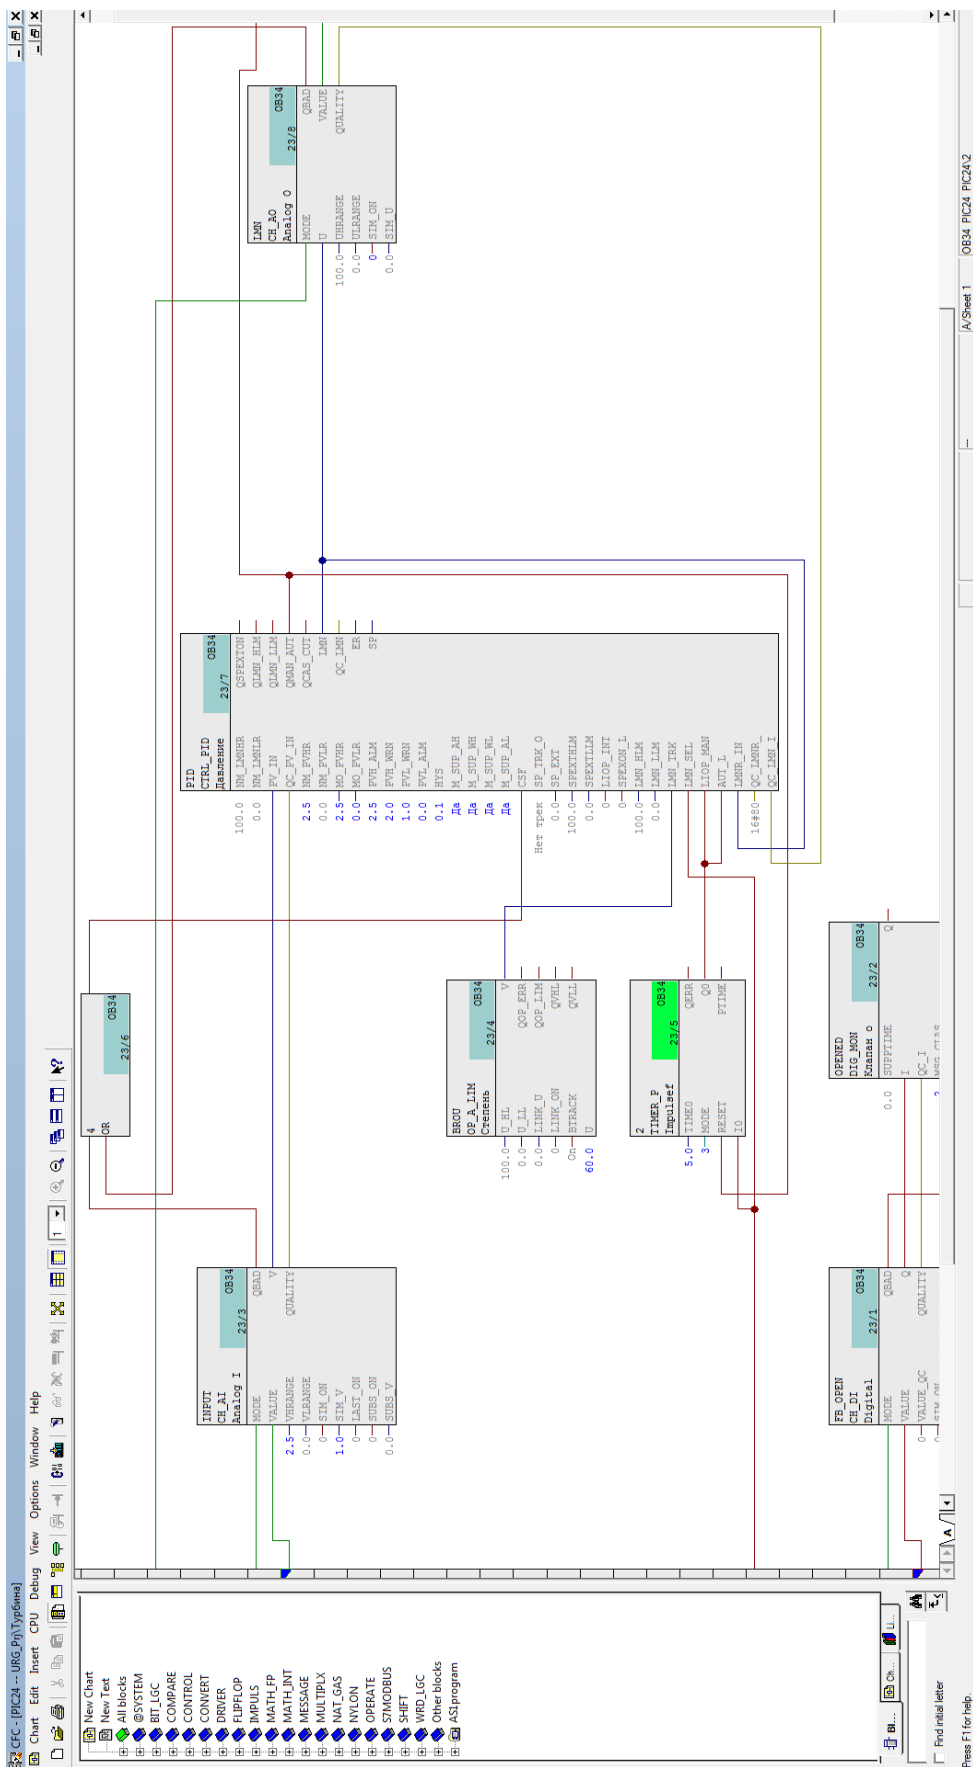 CFC - [PIC24 -- URG_Prj\Турбина]
Chart Edit Insert CPU Debug View Options Window Help
1
New Chart
New Text
All blocks
@SYSTEM
BIT_LGC
COMPARE
CONTROL
CONVERT
DRIVER
FLIPFLOP
IMPULS
MATH_FP
MATH_INT
MESSAGE
MULTIPLX
NAT_GAS
NYLON
OPERATE
S7MODBUS
SHIFT
WRD_LGC
Other blocks
AS1program
Bl...
Ch...
Li...
Find initial letter
Press F1 for help.
INPUT
CH_AI OB34
Analog I 23/3
MODE QBAD
VALUE V
2.5 VHRANGE QUALITY
0.0 VLRANGE
0 SIM_ON
1.0 SIM_V
0 LAST_ON
0 SUBS_ON
0.0 SUBS_V
4 OB34
OR 23/6
BROU
OP_A_LIM OB34
Степень 23/4
100.0 U_HL V
0.0 U_LL QOP_ERR
0.0 LINK_U QOP_LIM
0 LINK_ON QVHL
On BTRACK QVLL
60.0 U
2
TIMER_P OB34
Impulsef 23/5
5.0 TIME0 QERR
3 MODE Q0
RESET PTIME
I0
PID
CTRL_PID OB34
Давление 23/7
100.0 NM_LMNHR QSPEXTON
0.0 NM_LMNLR QLMN_HLM
PV_IN QLMN_LLM
QC_PV_IN QMAN_AUT
2.5 NM_PVHR QCAS_CUT
0.0 NM_PVLR LMN
2.5 MO_PVHR QC_LMN
0.0 MO_PVLR ER
2.5 PVH_ALM SP
2.0 PVH_WRN
1.0 PVL_WRN
0.0 PVL_ALM
0.1 HYS
Да M_SUP_AH
Да M_SUP_WH
Да M_SUP_WL
Да M_SUP_AL
CSF
Нет трек SP_TRK_O
0.0 SP_EXT
100.0 SPEXTHLM
0.0 SPEXTLLM
0 LIOP_INT
0 SPEXON_L
100.0 LMN_HLM
0.0 LMN_LLM
LMN_TRK
LMN_SEL
LIOP_MAN
AUT_L
LMNR_IN
16#80 QC_LMNR_
QC_LMN_I
LMN
CH_AO OB34
Analog O 23/8
MODE QBAD
U VALUE
100.0 UHRANGE QUALITY
0.0 ULRANGE
0 SIM_ON
0.0 SIM_U
FB_OPEN
CH_DI OB34
Digital 23/1
MODE QBAD
VALUE Q
0 VALUE_QC QUALITY
OPENED
DIG_MON OB34
Клапан о 23/2
0.0 SUPPTIME Q
I
QC_I
A
A/Sheet 1
OB34 PIC24 PIC24\2
---